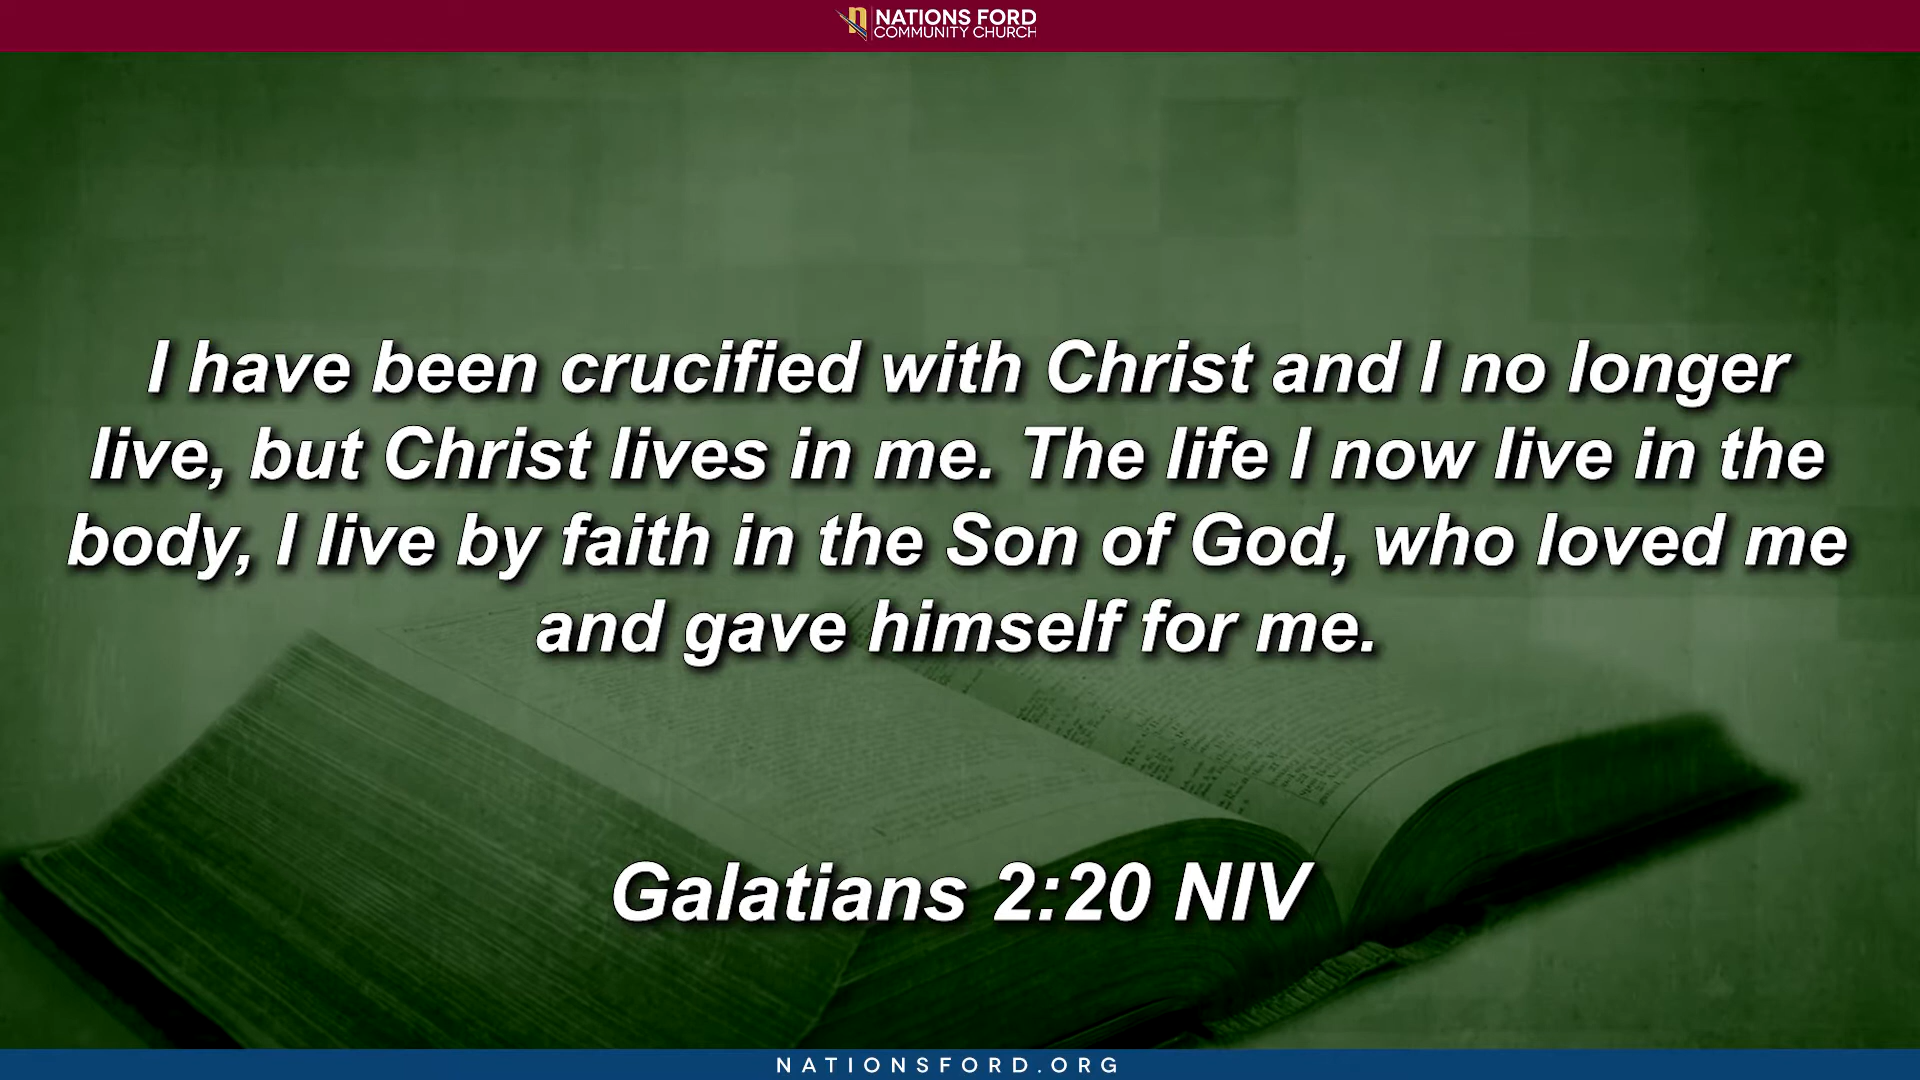 NATIONS FORD
COMMUNITY CHURCH
I have been crucified with Christ and I no longer
live, but Christ lives in me. The life I now live in the
body, I live by faith in the Son of God, who loved me
and gave himself for me.
Galatians 2:20 NIV
NATIONSFORD.ORG